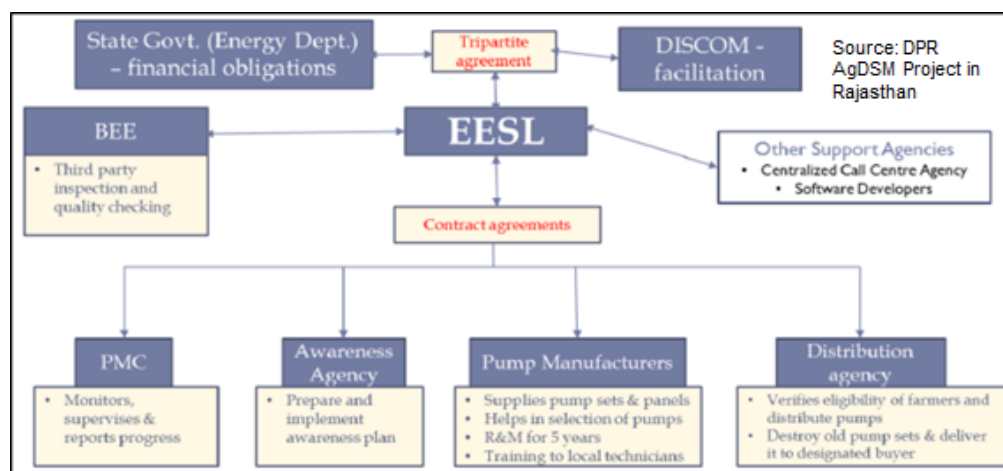 State Govt. (Energy Dept.)
– financial obligations
Tripartite
agreement
DISCOM -
facilitation
Source: DPR
AgDSM Project in
Rajasthan
BEE
• Third party
inspection and
quality checking
EESL
Other Support Agencies
• Centralized Call Centre Agency
• Software Developers
Contract agreements
PMC
• Monitors,
supervises &
reports progress
Awareness
Agency
• Prepare and
implement
awareness plan
Pump Manufacturers
• Supplies pump sets & panels
• Helps in selection of pumps
• R&M for 5 years
• Training to local technicians
Distribution
agency
• Verifies eligibility of farmers and
distribute pumps
• Destroy old pump sets & deliver
it to designated buyer